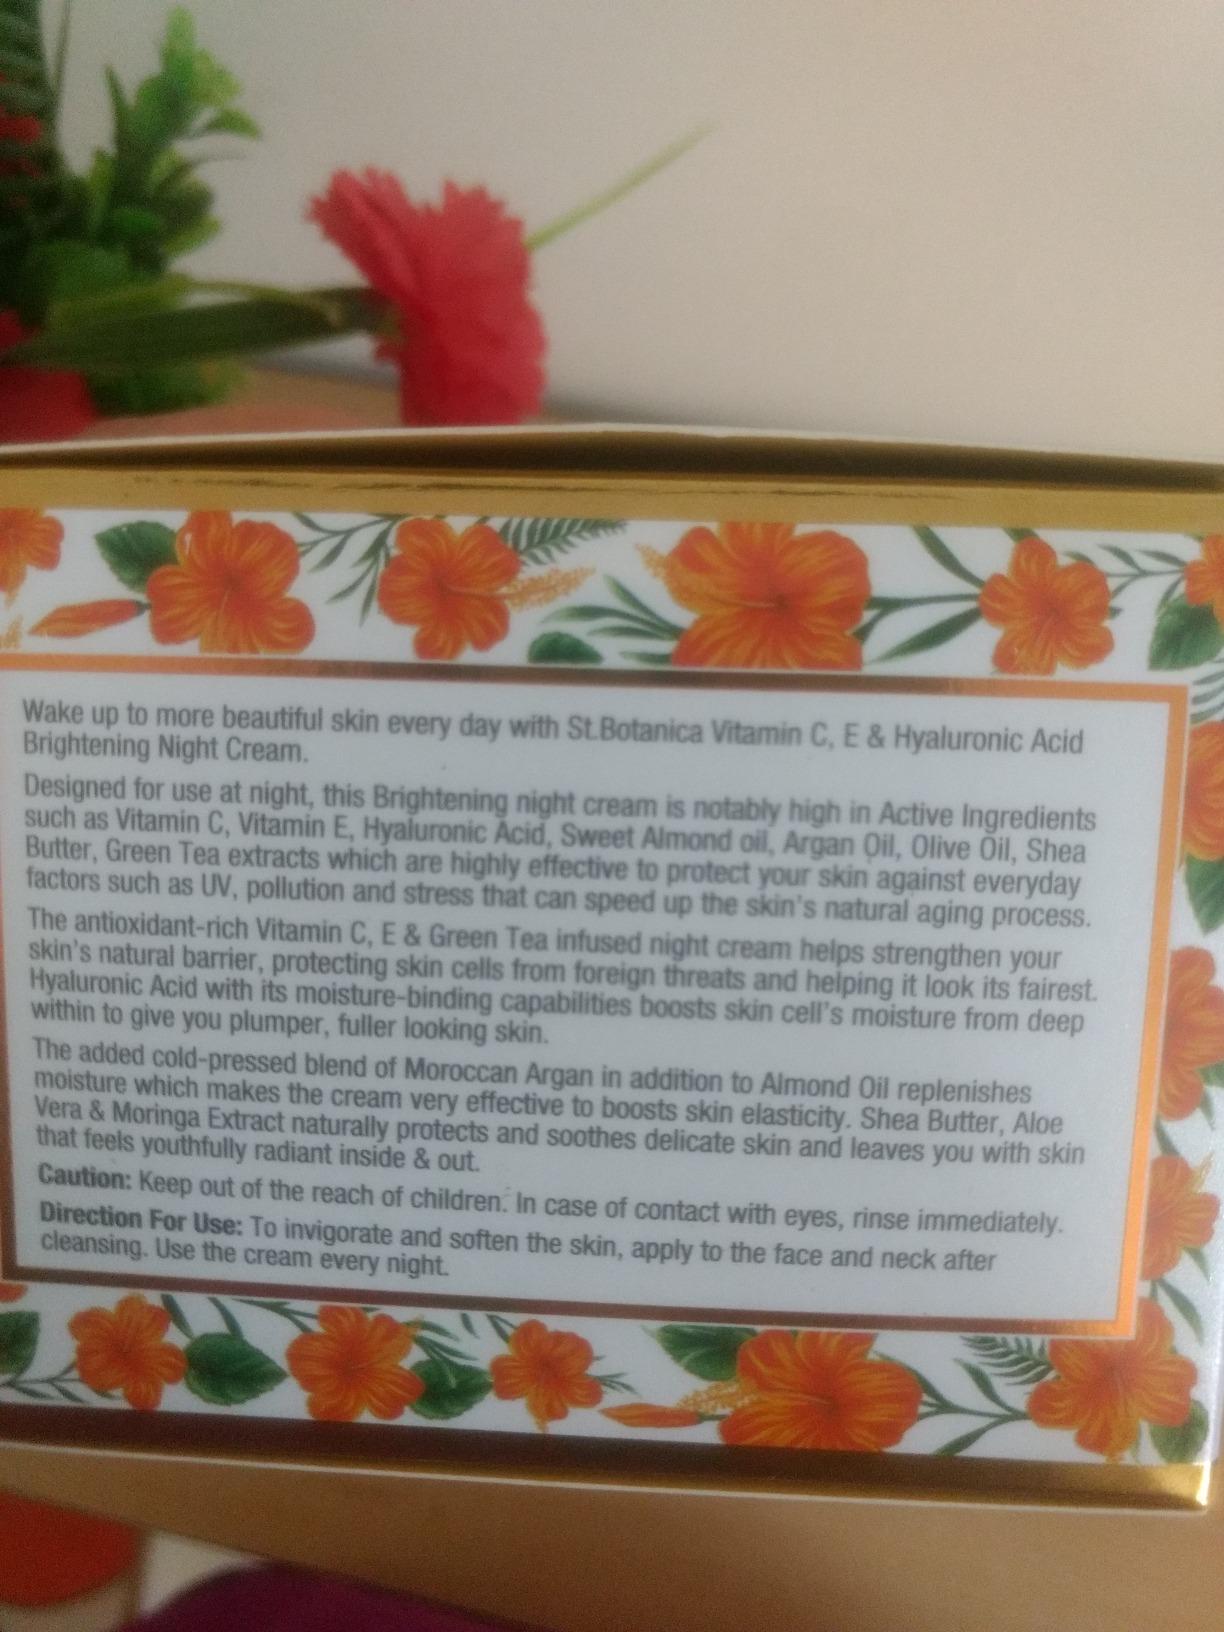 Wake up to more beautiful skin every day with St.Botanica Vitamin C, E & Hyaluronic Acid
Brightening Night Cream.
Designed for use at night, this Brightening night cream is notably high in Active Ingredients
such as Vitamin C, Vitamin E, Hyaluronic Acid, Sweet Almond oil, Argan Oil, Olive Oil, Shea
Butter, Green Tea extracts which are highly effective to protect your skin against everyday
factors such as UV, pollution and stress that can speed up the skin's natural aging process.
The antioxidant-rich Vitamin C, E & Green Tea infused night cream helps strengthen your
skin's natural barrier, protecting skin cells from foreign threats and helping it look its fairest.
Hyaluronic Acid with its moisture-binding capabilities boosts skin cell's moisture from deep
within to give you plumper, fuller looking skin.
The added cold-pressed blend of Moroccan Argan in addition to Almond Oil replenishes
moisture which makes the cream very effective to boosts skin elasticity. Shea Butter, Aloe
Vera & Moringa Extract naturally protects and soothes delicate skin and leaves you with skin
that feels youthfully radiant inside & out.
Caution: Keep out of the reach of children. In case of contact with eyes, rinse immediately.
Direction For Use: To invigorate and soften the skin, apply to the face and neck after
cleansing. Use the cream every night.